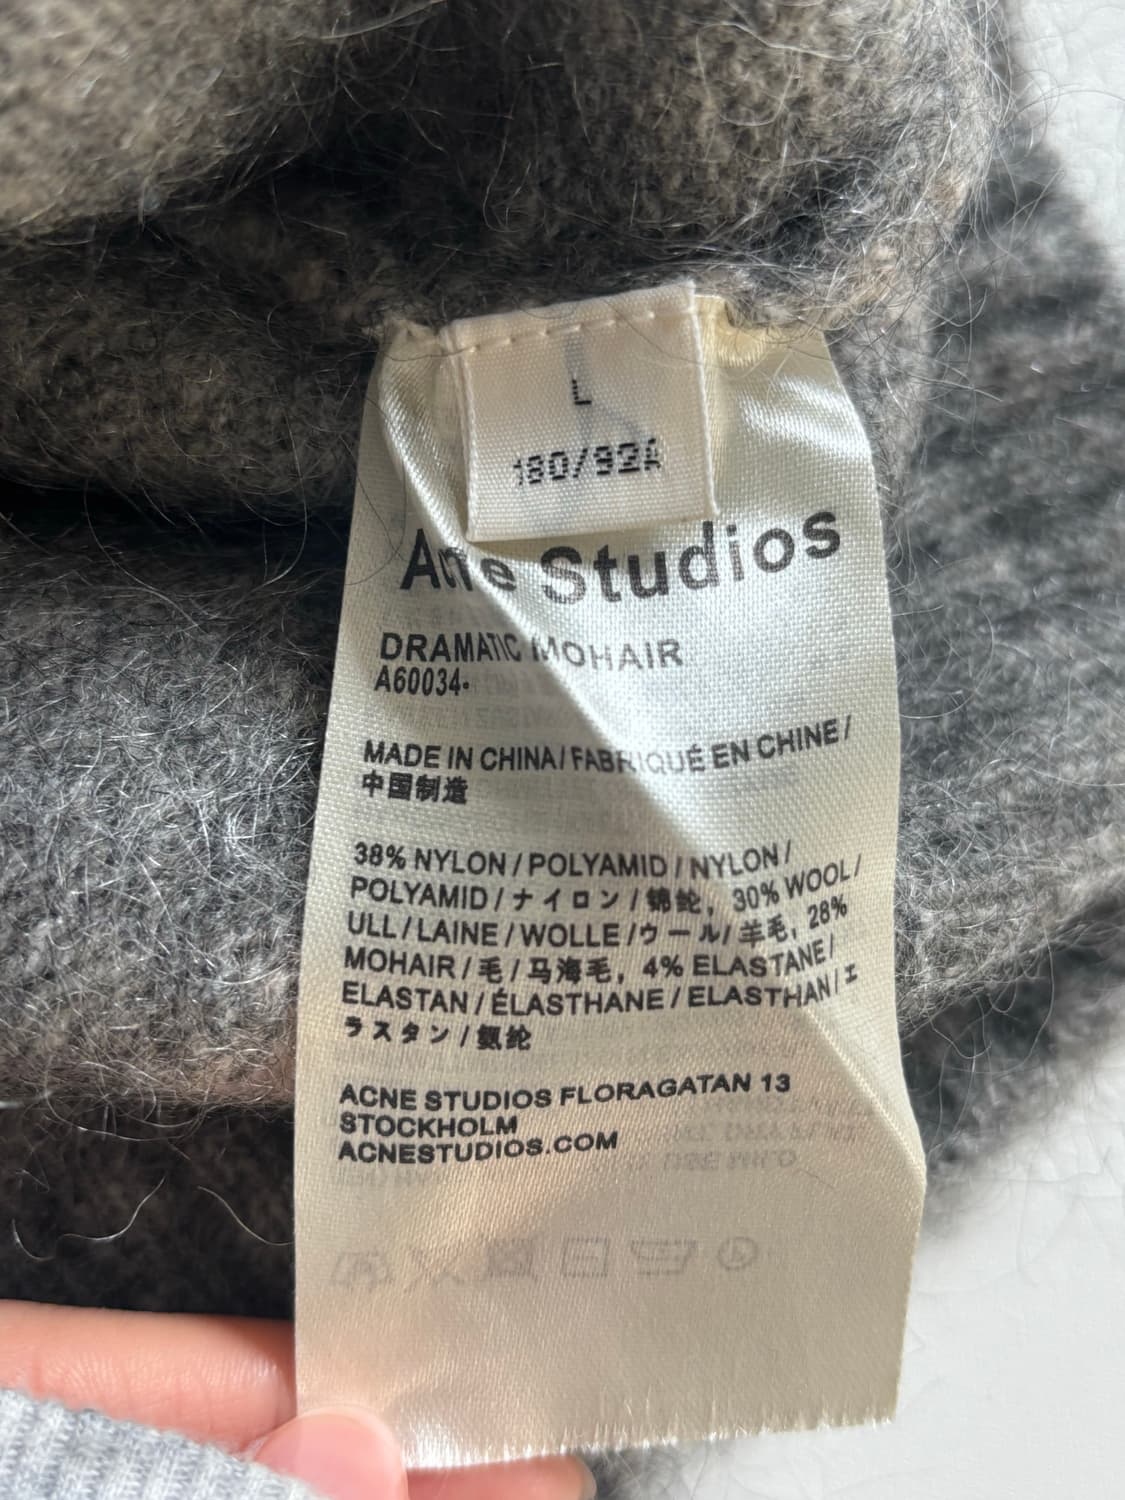 L
180/92A
Acne Studios
DRAMATIC MOHAIR
A60034-
MADE IN CHINA / FABRIQUÉ EN CHINE /
中国制造
38% NYLON / POLYAMID / NYLON /
POLYAMID / ナイロン / 锦纶, 30% WOOL /
ULL / LAINE / WOLLE / ウール / 羊毛, 28%
MOHAIR / 毛 / 马海毛, 4% ELASTANE /
ELASTAN / ÉLASTHANE / ELASTHAN / エ
ラスタン / 氨纶
ACNE STUDIOS FLORAGATAN 13
STOCKHOLM
ACNESTUDIOS.COM